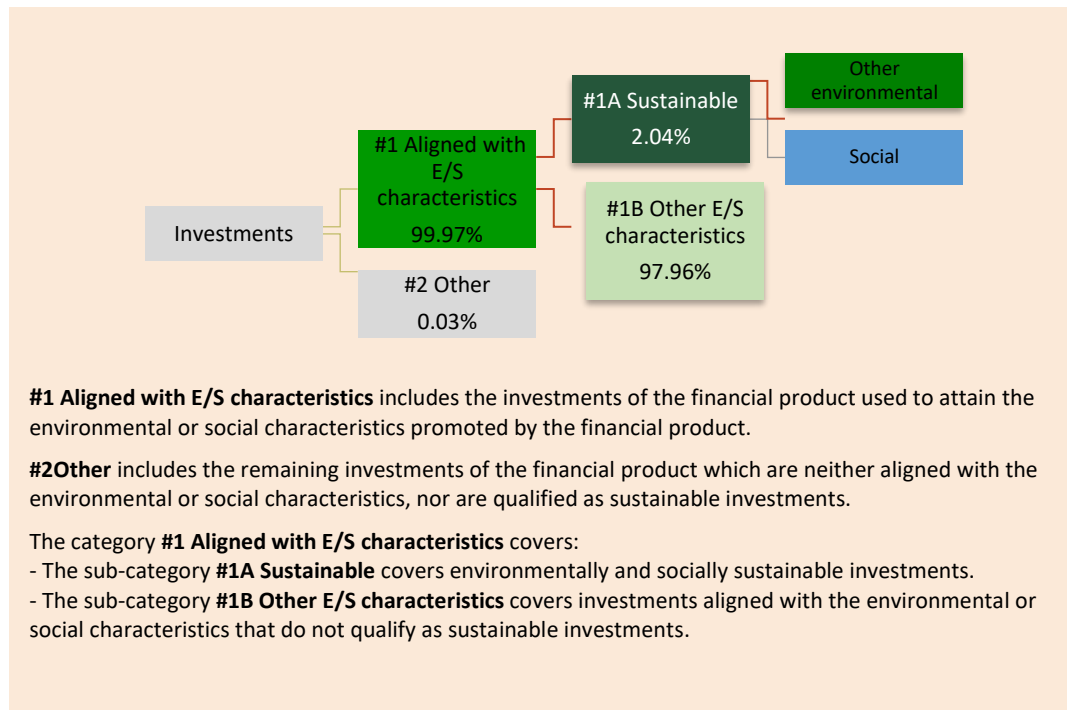 Investments
#1 Aligned with
E/S
characteristics
99.97%
#2 Other
0.03%
#1A Sustainable
2.04%
#1B Other E/S
characteristics
97.96%
Other
environmental
Social
#1 Aligned with E/S characteristics includes the investments of the financial product used to attain the
environmental or social characteristics promoted by the financial product.
#2Other includes the remaining investments of the financial product which are neither aligned with the
environmental or social characteristics, nor are qualified as sustainable investments.
The category #1 Aligned with E/S characteristics covers:
- The sub-category #1A Sustainable covers environmentally and socially sustainable investments.
- The sub-category #1B Other E/S characteristics covers investments aligned with the environmental or
social characteristics that do not qualify as sustainable investments.